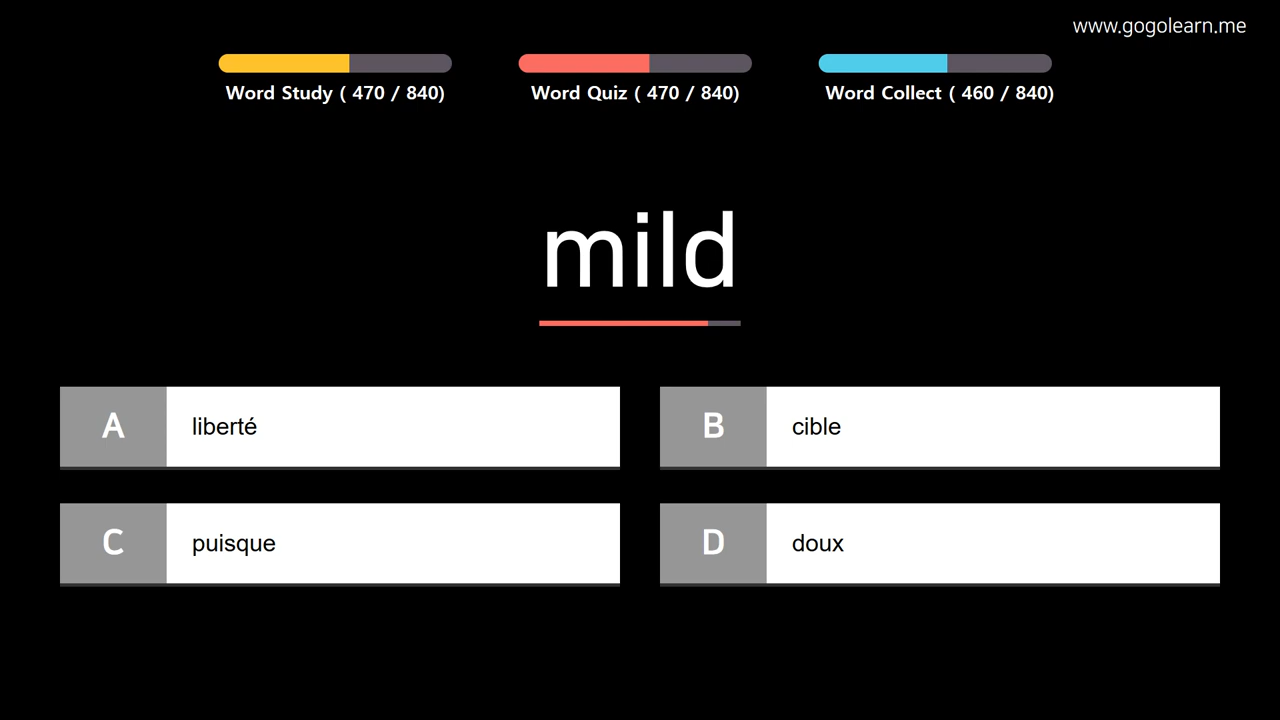 www.gogolearn.me
Word Study ( 470 / 840)
Word Quiz ( 470 / 840)
Word Collect ( 460 / 840)
mild
A
liberté
B
cible
C
puisque
D
doux